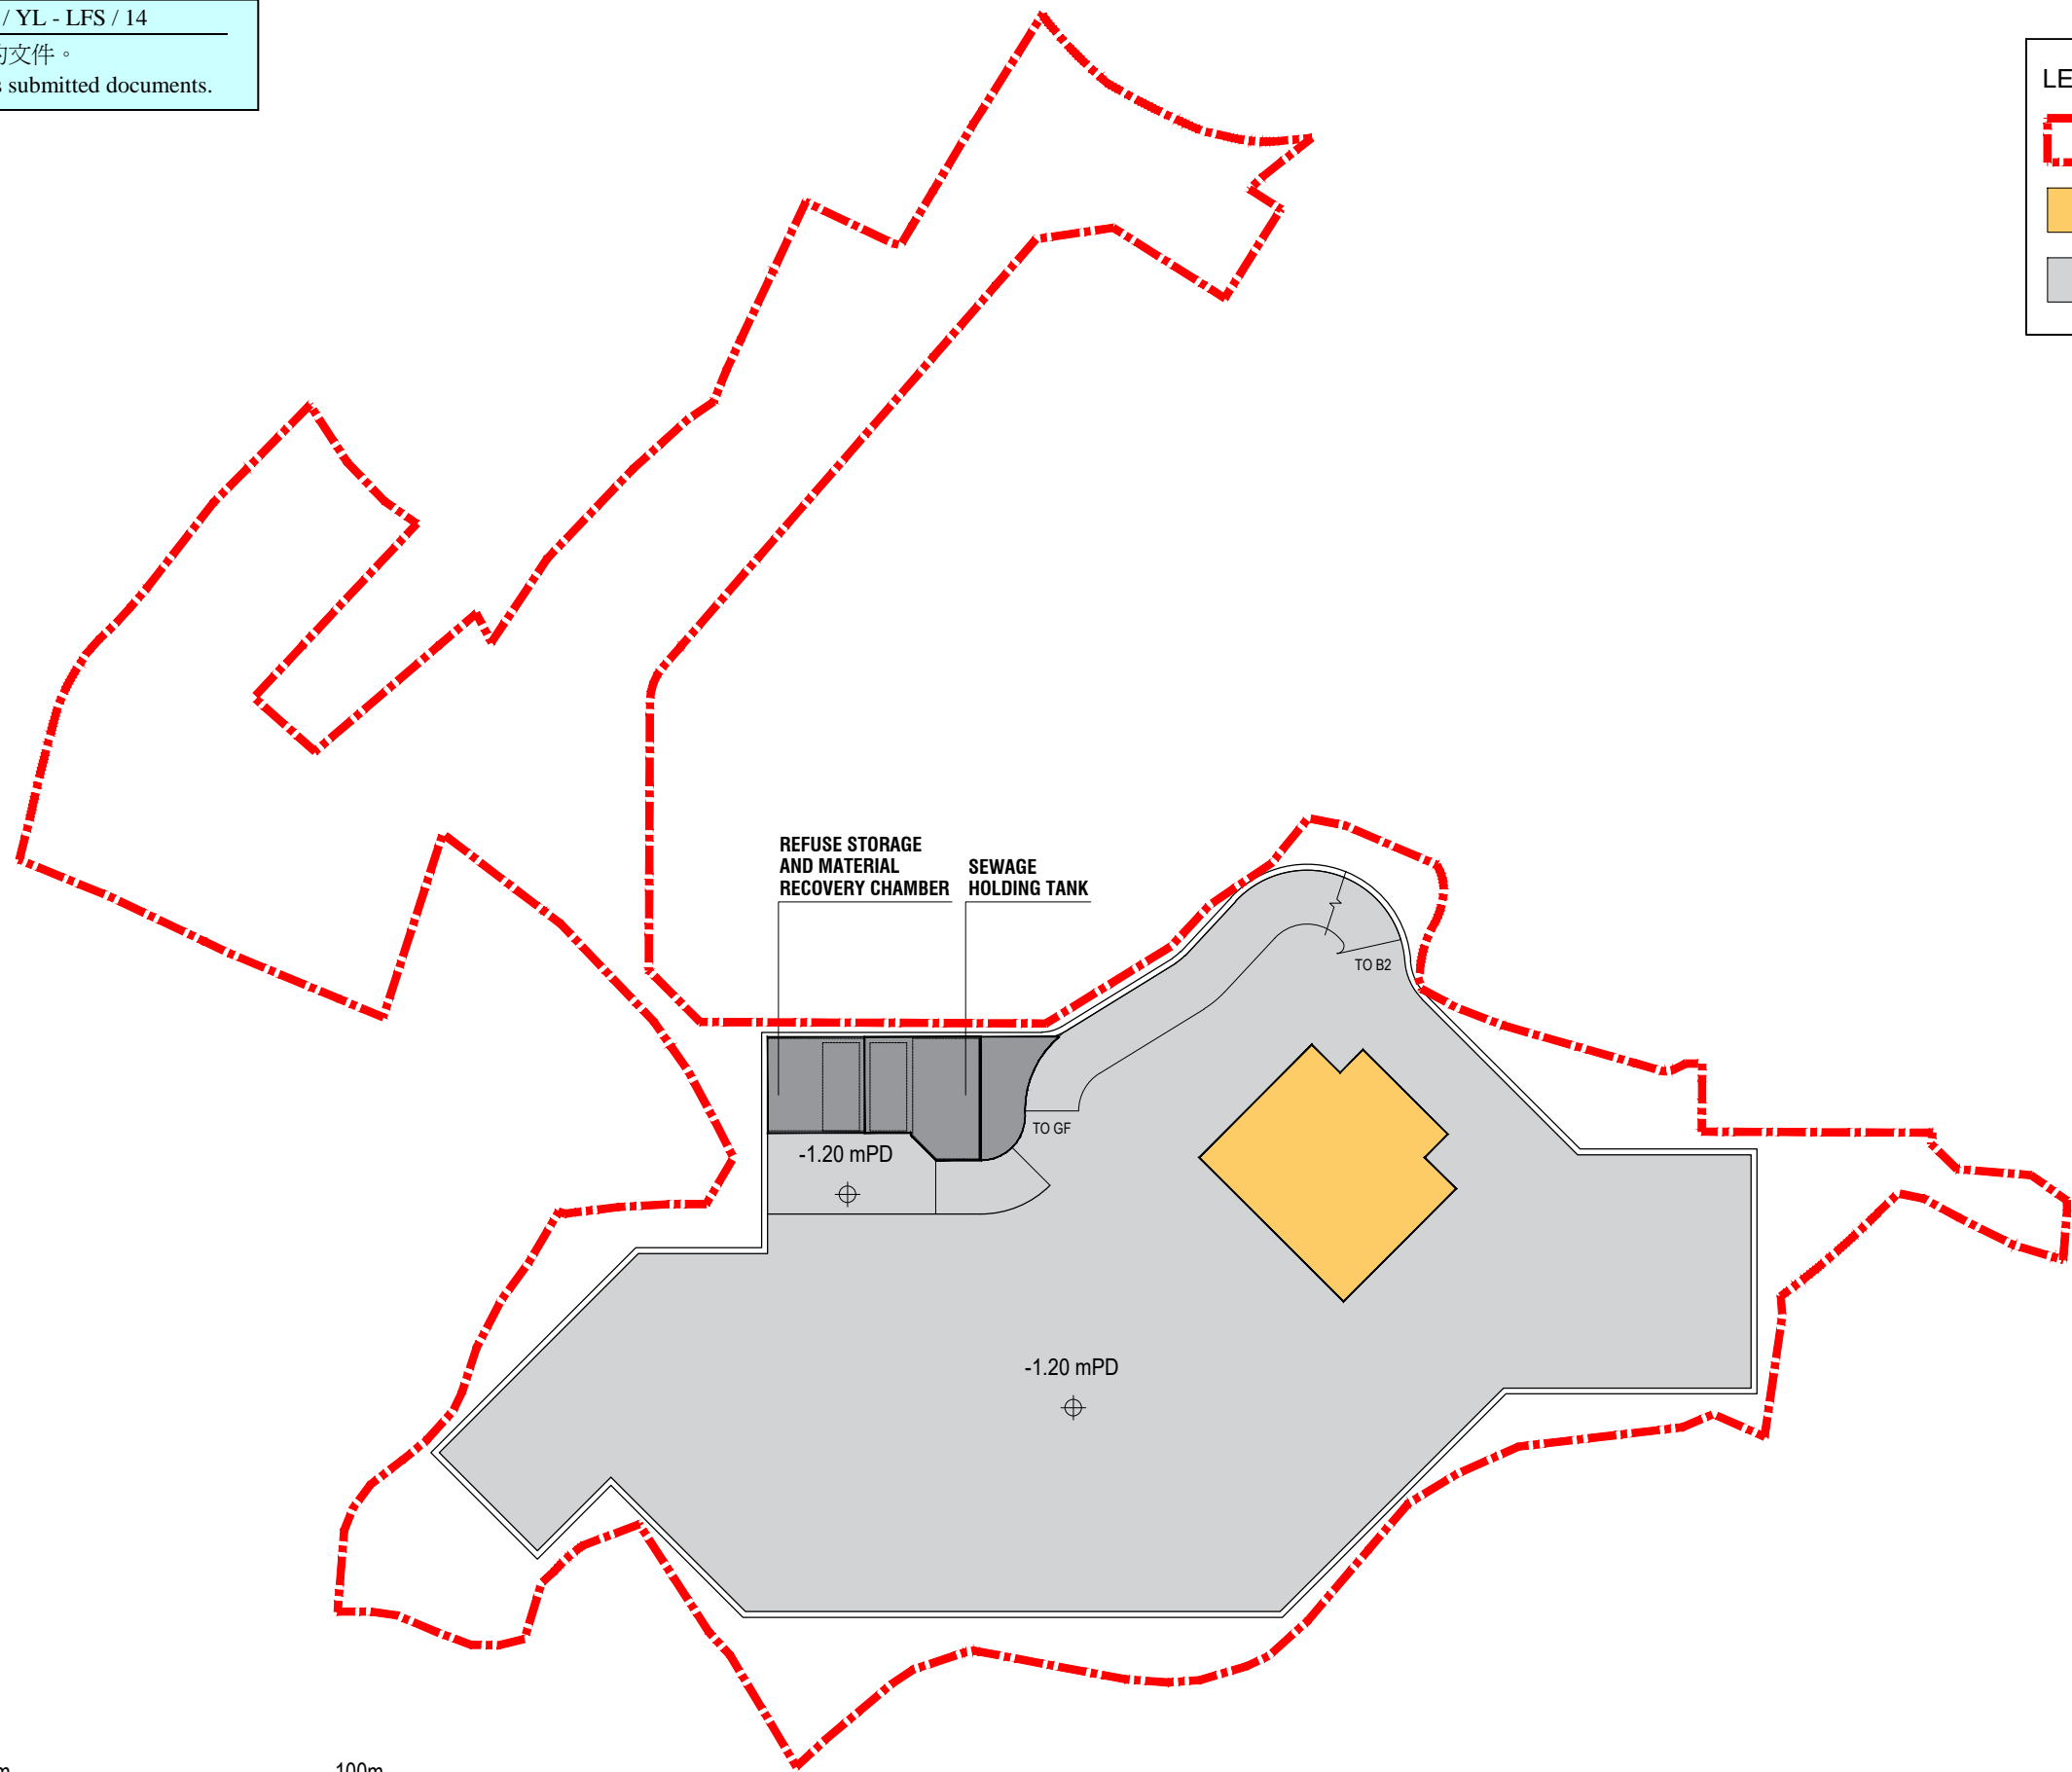 / YL - LFS / 14
的文件。
submitted documents.
REFUSE STORAGE
AND MATERIAL
RECOVERY CHAMBER
SEWAGE
HOLDING TANK
TO B2
TO GF
-1.20 mPD
-1.20 mPD
100m